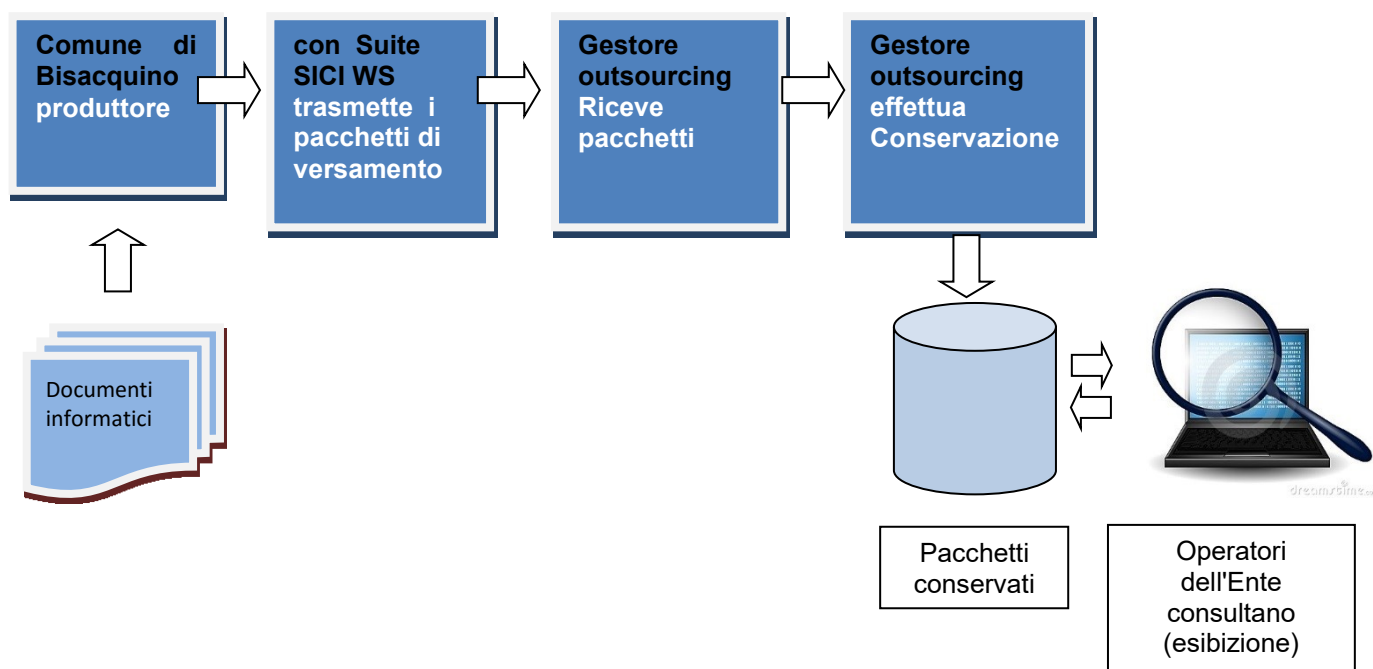 Comune di
Bisacquino
produttore
con Suite
SICI WS
trasmette i
pacchetti di
versamento
Gestore
outsourcing
Riceve
pacchetti
Gestore
outsourcing
effettua
Conservazione
Documenti
informatici
Pacchetti
conservati
Operatori
dell'Ente
consultano
(esibizione)